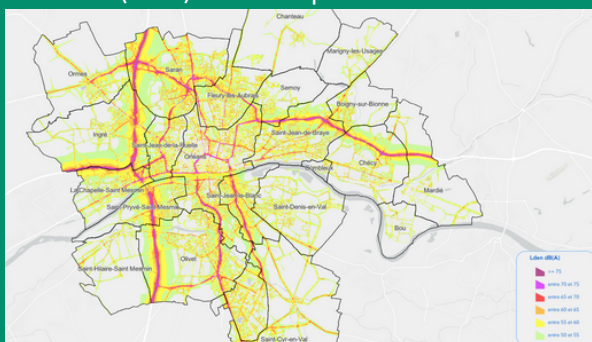 Chanteau
Marigny-les-Usages
Ormes
Saran
Semoy
Fleury-les-Aubrais
Boigny-sur-Bionne
Ingré
Saint-Jean-de-la-Ruelle
Saint-Jean-de-Braye
Orléans
Chécy
Combleux
La Chapelle-Saint-Mesmin
Mardié
Saint-Jean-le-Blanc
Saint-Pryvé-Saint-Mesmin
Saint-Denis-en-Val
Bou
Olivet
Saint-Hilaire-Saint-Mesmin
Saint-Cyr-en-Val
Lden dB(A)
>= 75
entre 70 et 75
entre 65 et 70
entre 60 et 65
entre 55 et 60
entre 50 et 55